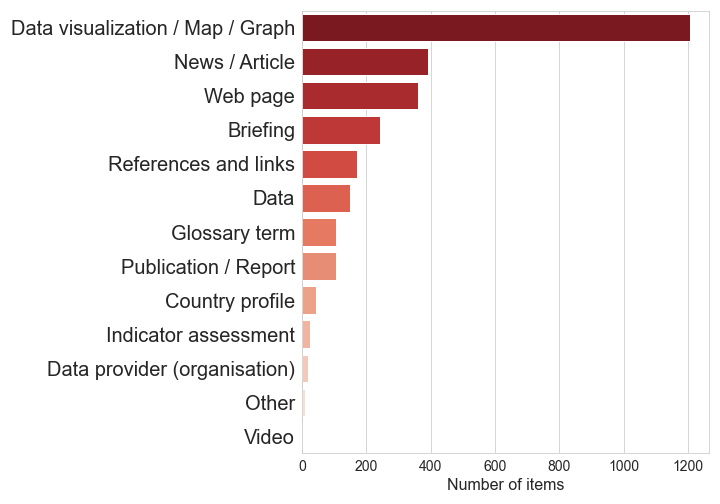 Data visualization / Map / Graph
News / Article
Web page
Briefing
References and links
Data
Glossary term
Publication / Report
Country profile
Indicator assessment
Data provider (organisation)
Other
Video
0 200 400 600 800 1000 1200
Number of items